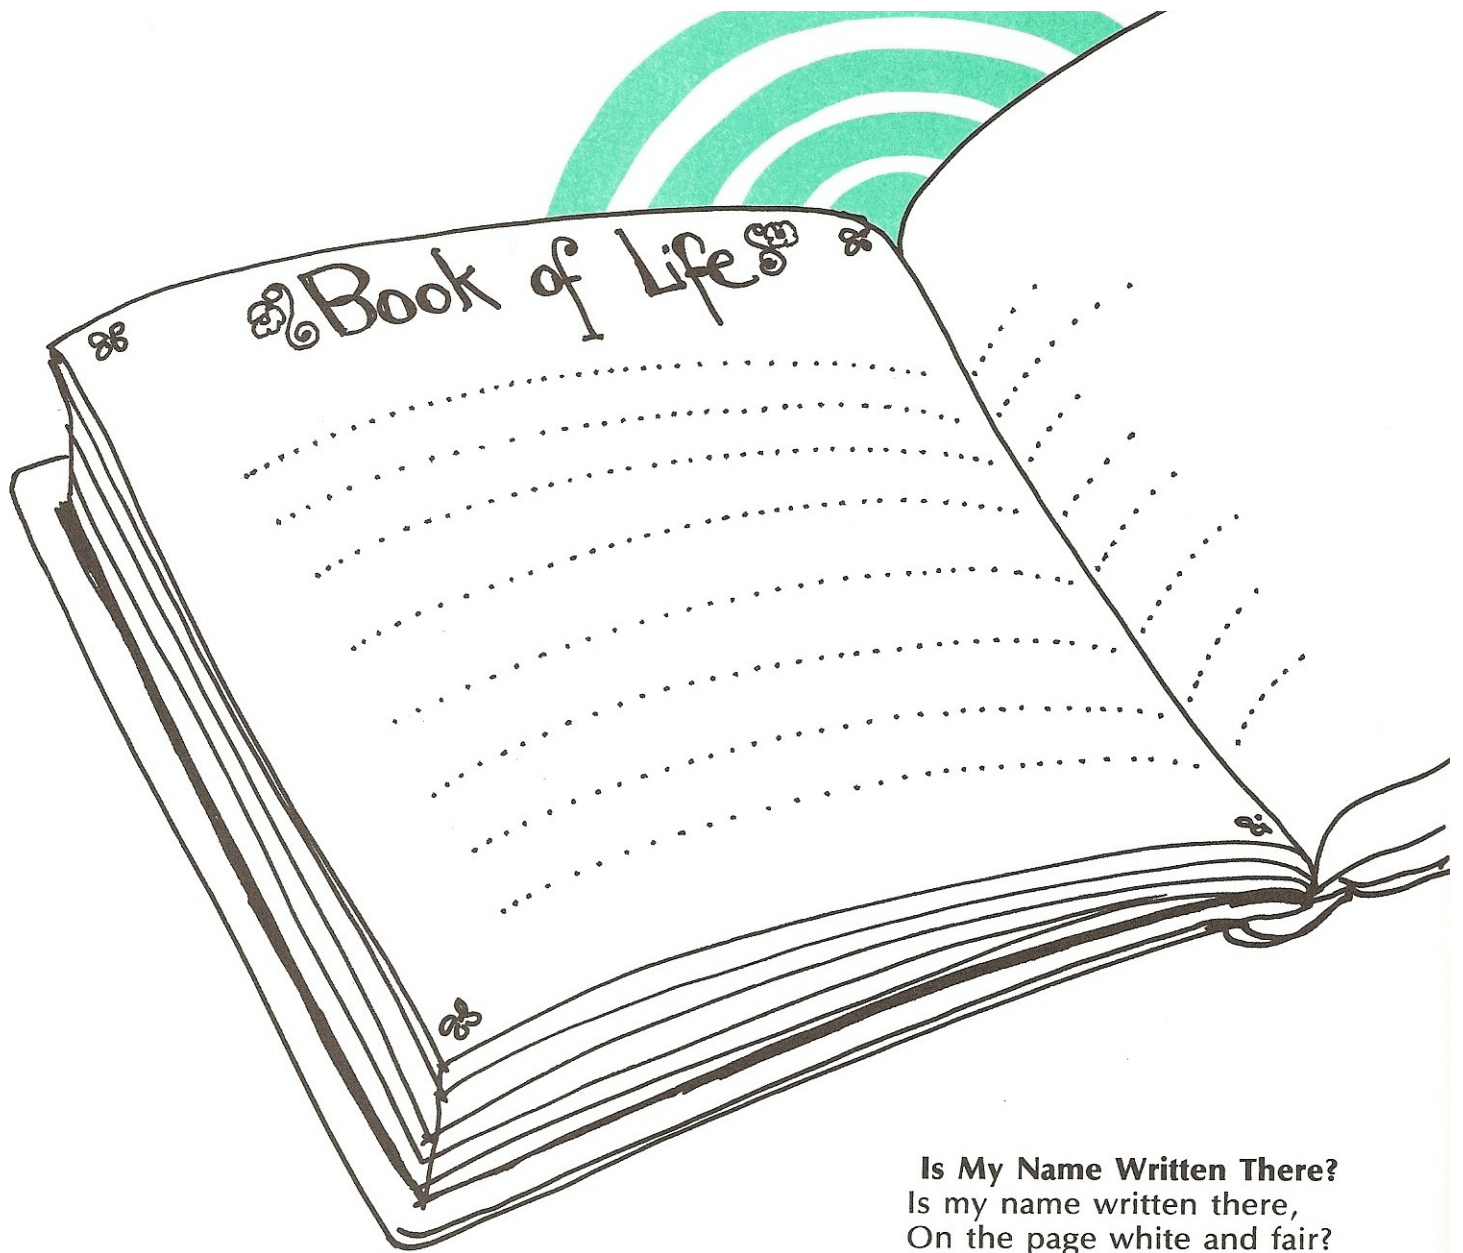 Book of Life
Is My Name Written There?
Is my name written there,
On the page white and fair?